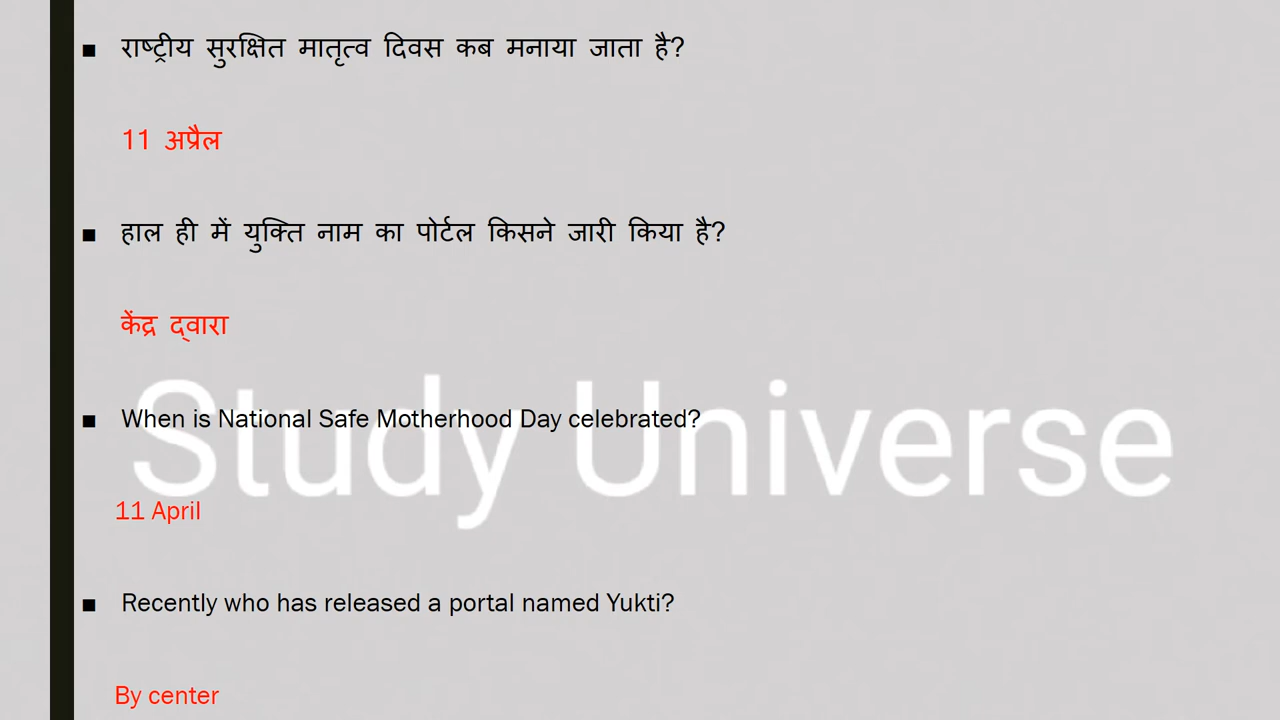 ▪ राष्ट्रीय सुरक्षित मातृत्व दिवस कब मनाया जाता है?
11 अप्रैल
▪ हाल ही में युक्ति नाम का पोर्टल किसने जारी किया है?
केंद्र द्वारा
Study Universe
▪ When is National Safe Motherhood Day celebrated?
11 April
▪ Recently who has released a portal named Yukti?
By center